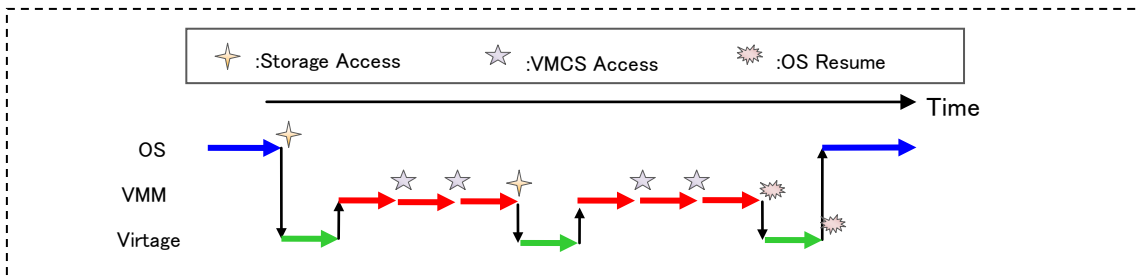 :Storage Access :VMCS Access :OS Resume
Time
OS
VMM
Virtage